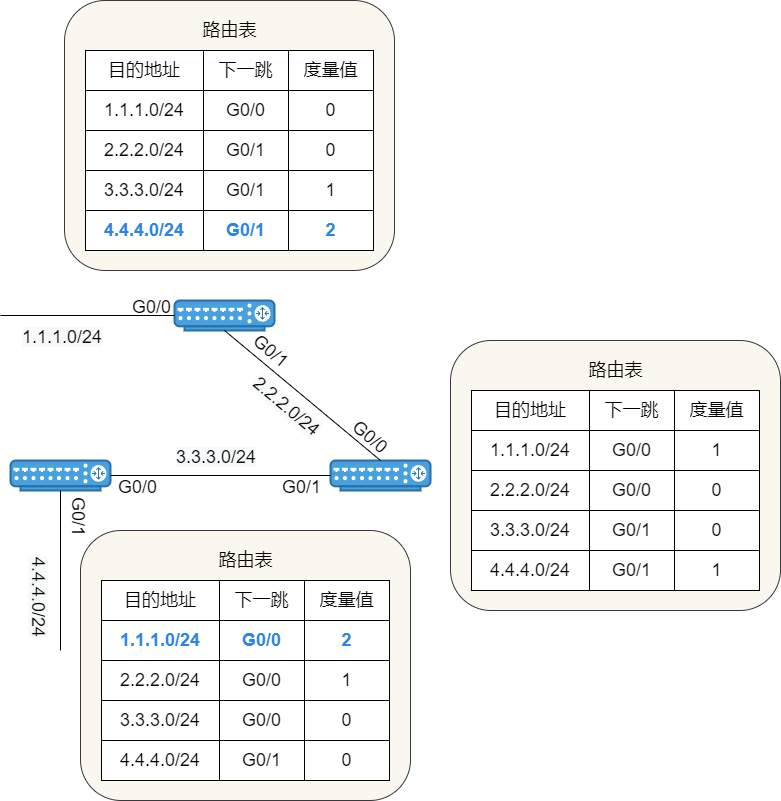 路由表
目的地址 下一跳 度量值
1.1.1.0/24 G0/0 0
2.2.2.0/24 G0/1 0
3.3.3.0/24 G0/1 1
4.4.4.0/24 G0/1 2
G0/0
1.1.1.0/24
G0/1
2.2.2.0/24
G0/0
3.3.3.0/24
G0/0
G0/1
G0/1
4.4.4.0/24
路由表
目的地址 下一跳 度量值
1.1.1.0/24 G0/0 1
2.2.2.0/24 G0/0 0
3.3.3.0/24 G0/1 0
4.4.4.0/24 G0/1 1
路由表
目的地址 下一跳 度量值
1.1.1.0/24 G0/0 2
2.2.2.0/24 G0/0 1
3.3.3.0/24 G0/0 0
4.4.4.0/24 G0/1 0